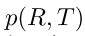 p(R, T)